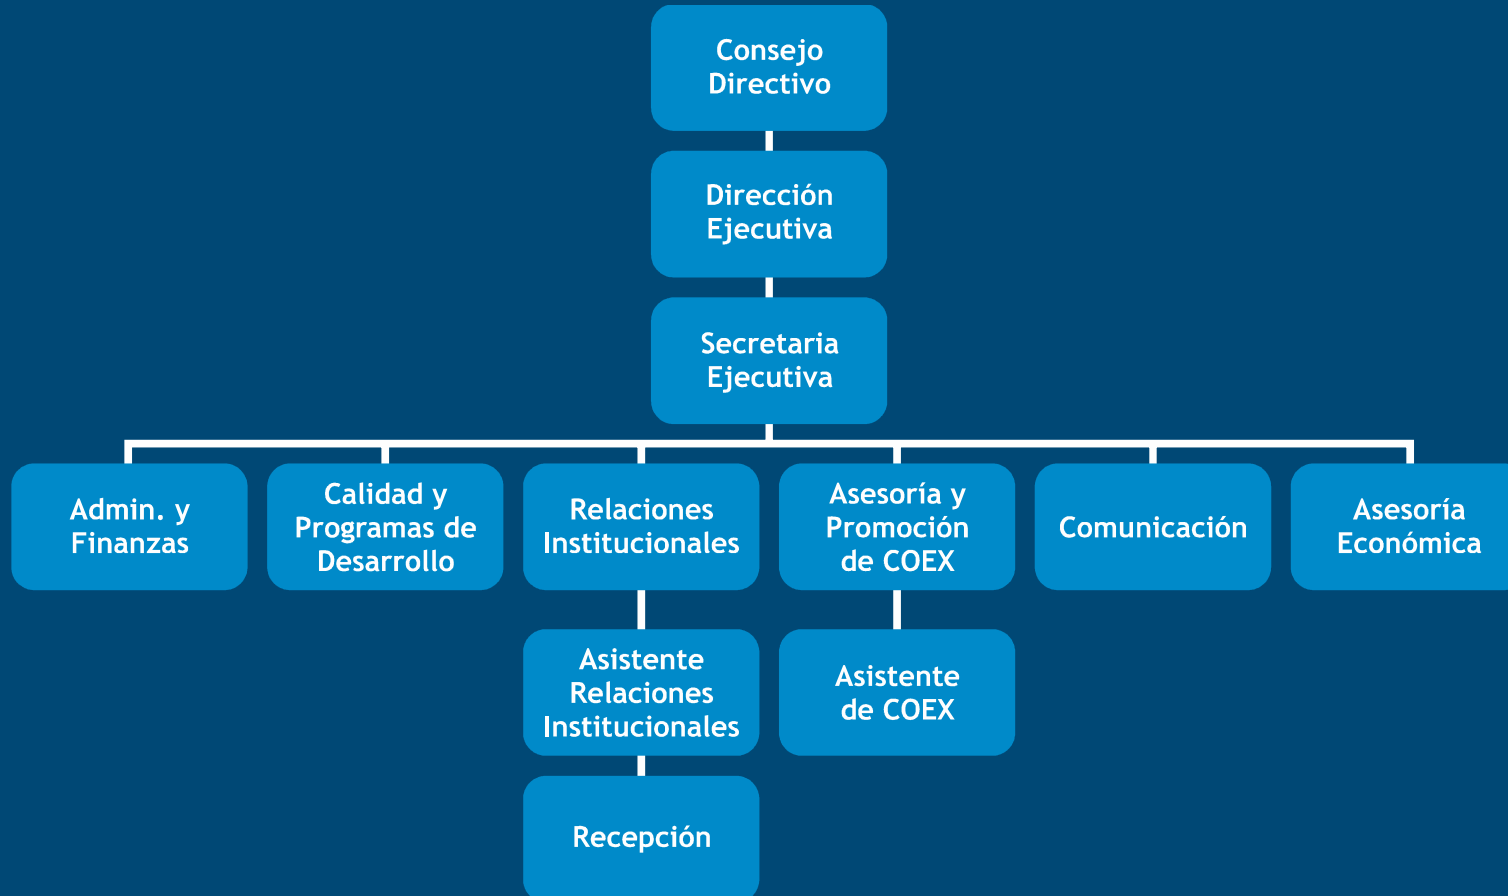 Consejo
Directivo
Dirección
Ejecutiva
Secretaria
Ejecutiva
Admin. y
Finanzas
Calidad y
Programas de
Desarrollo
Relaciones
Institucionales
Asesoría y
Promoción
de COEX
Comunicación
Asesoría
Económica
Asistente
Relaciones
Institucionales
Asistente
de COEX
Recepción